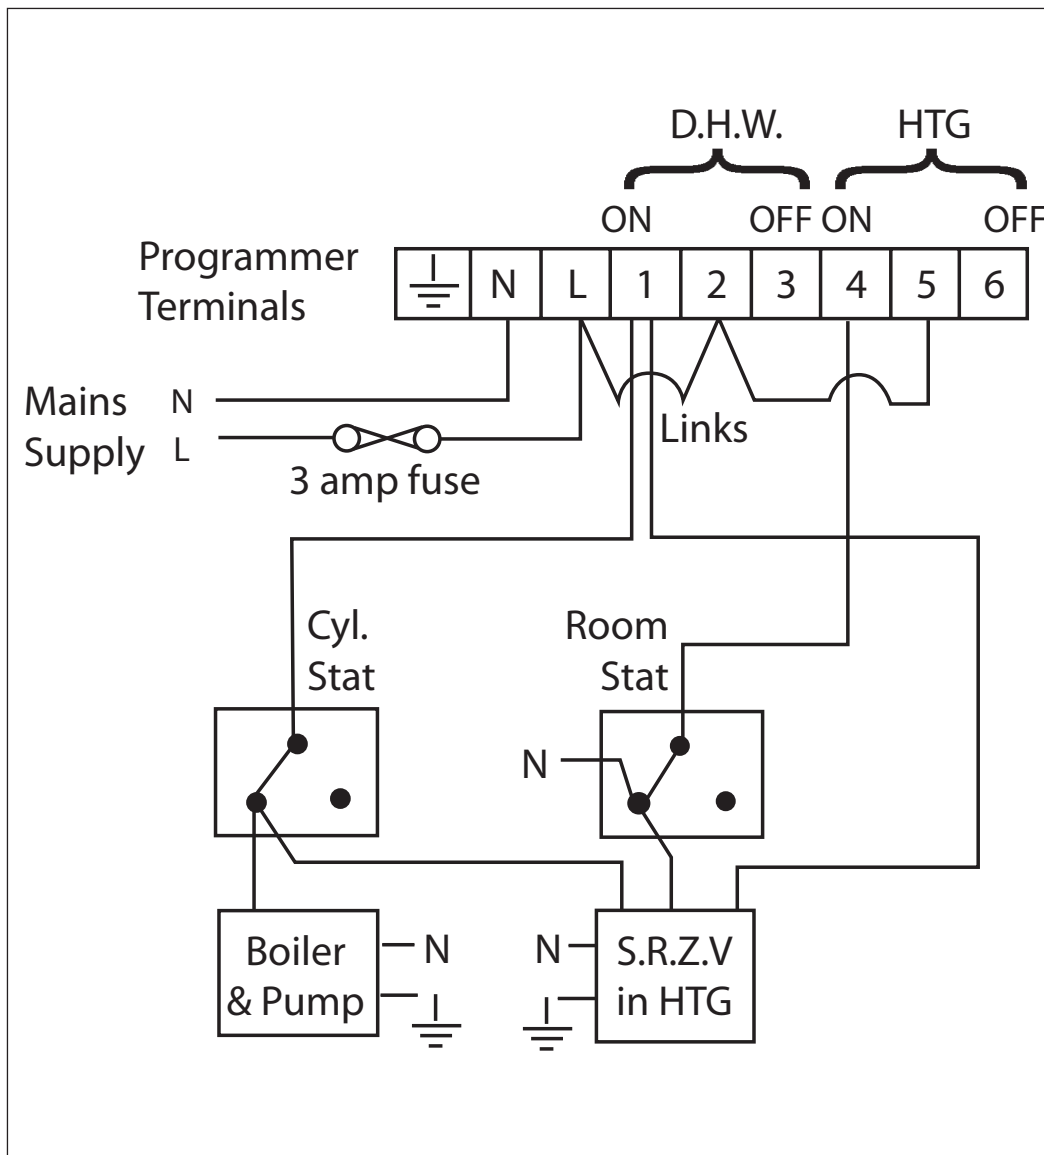 D.H.W. HTG
ON OFF ON OFF
Programmer
Terminals
N L 1 2 3 4 5 6
Mains
Supply
N
L
Links
3 amp fuse
Cyl.
Stat
Room
Stat
N
Boiler
& Pump
N
N
S.R.Z.V
in HTG